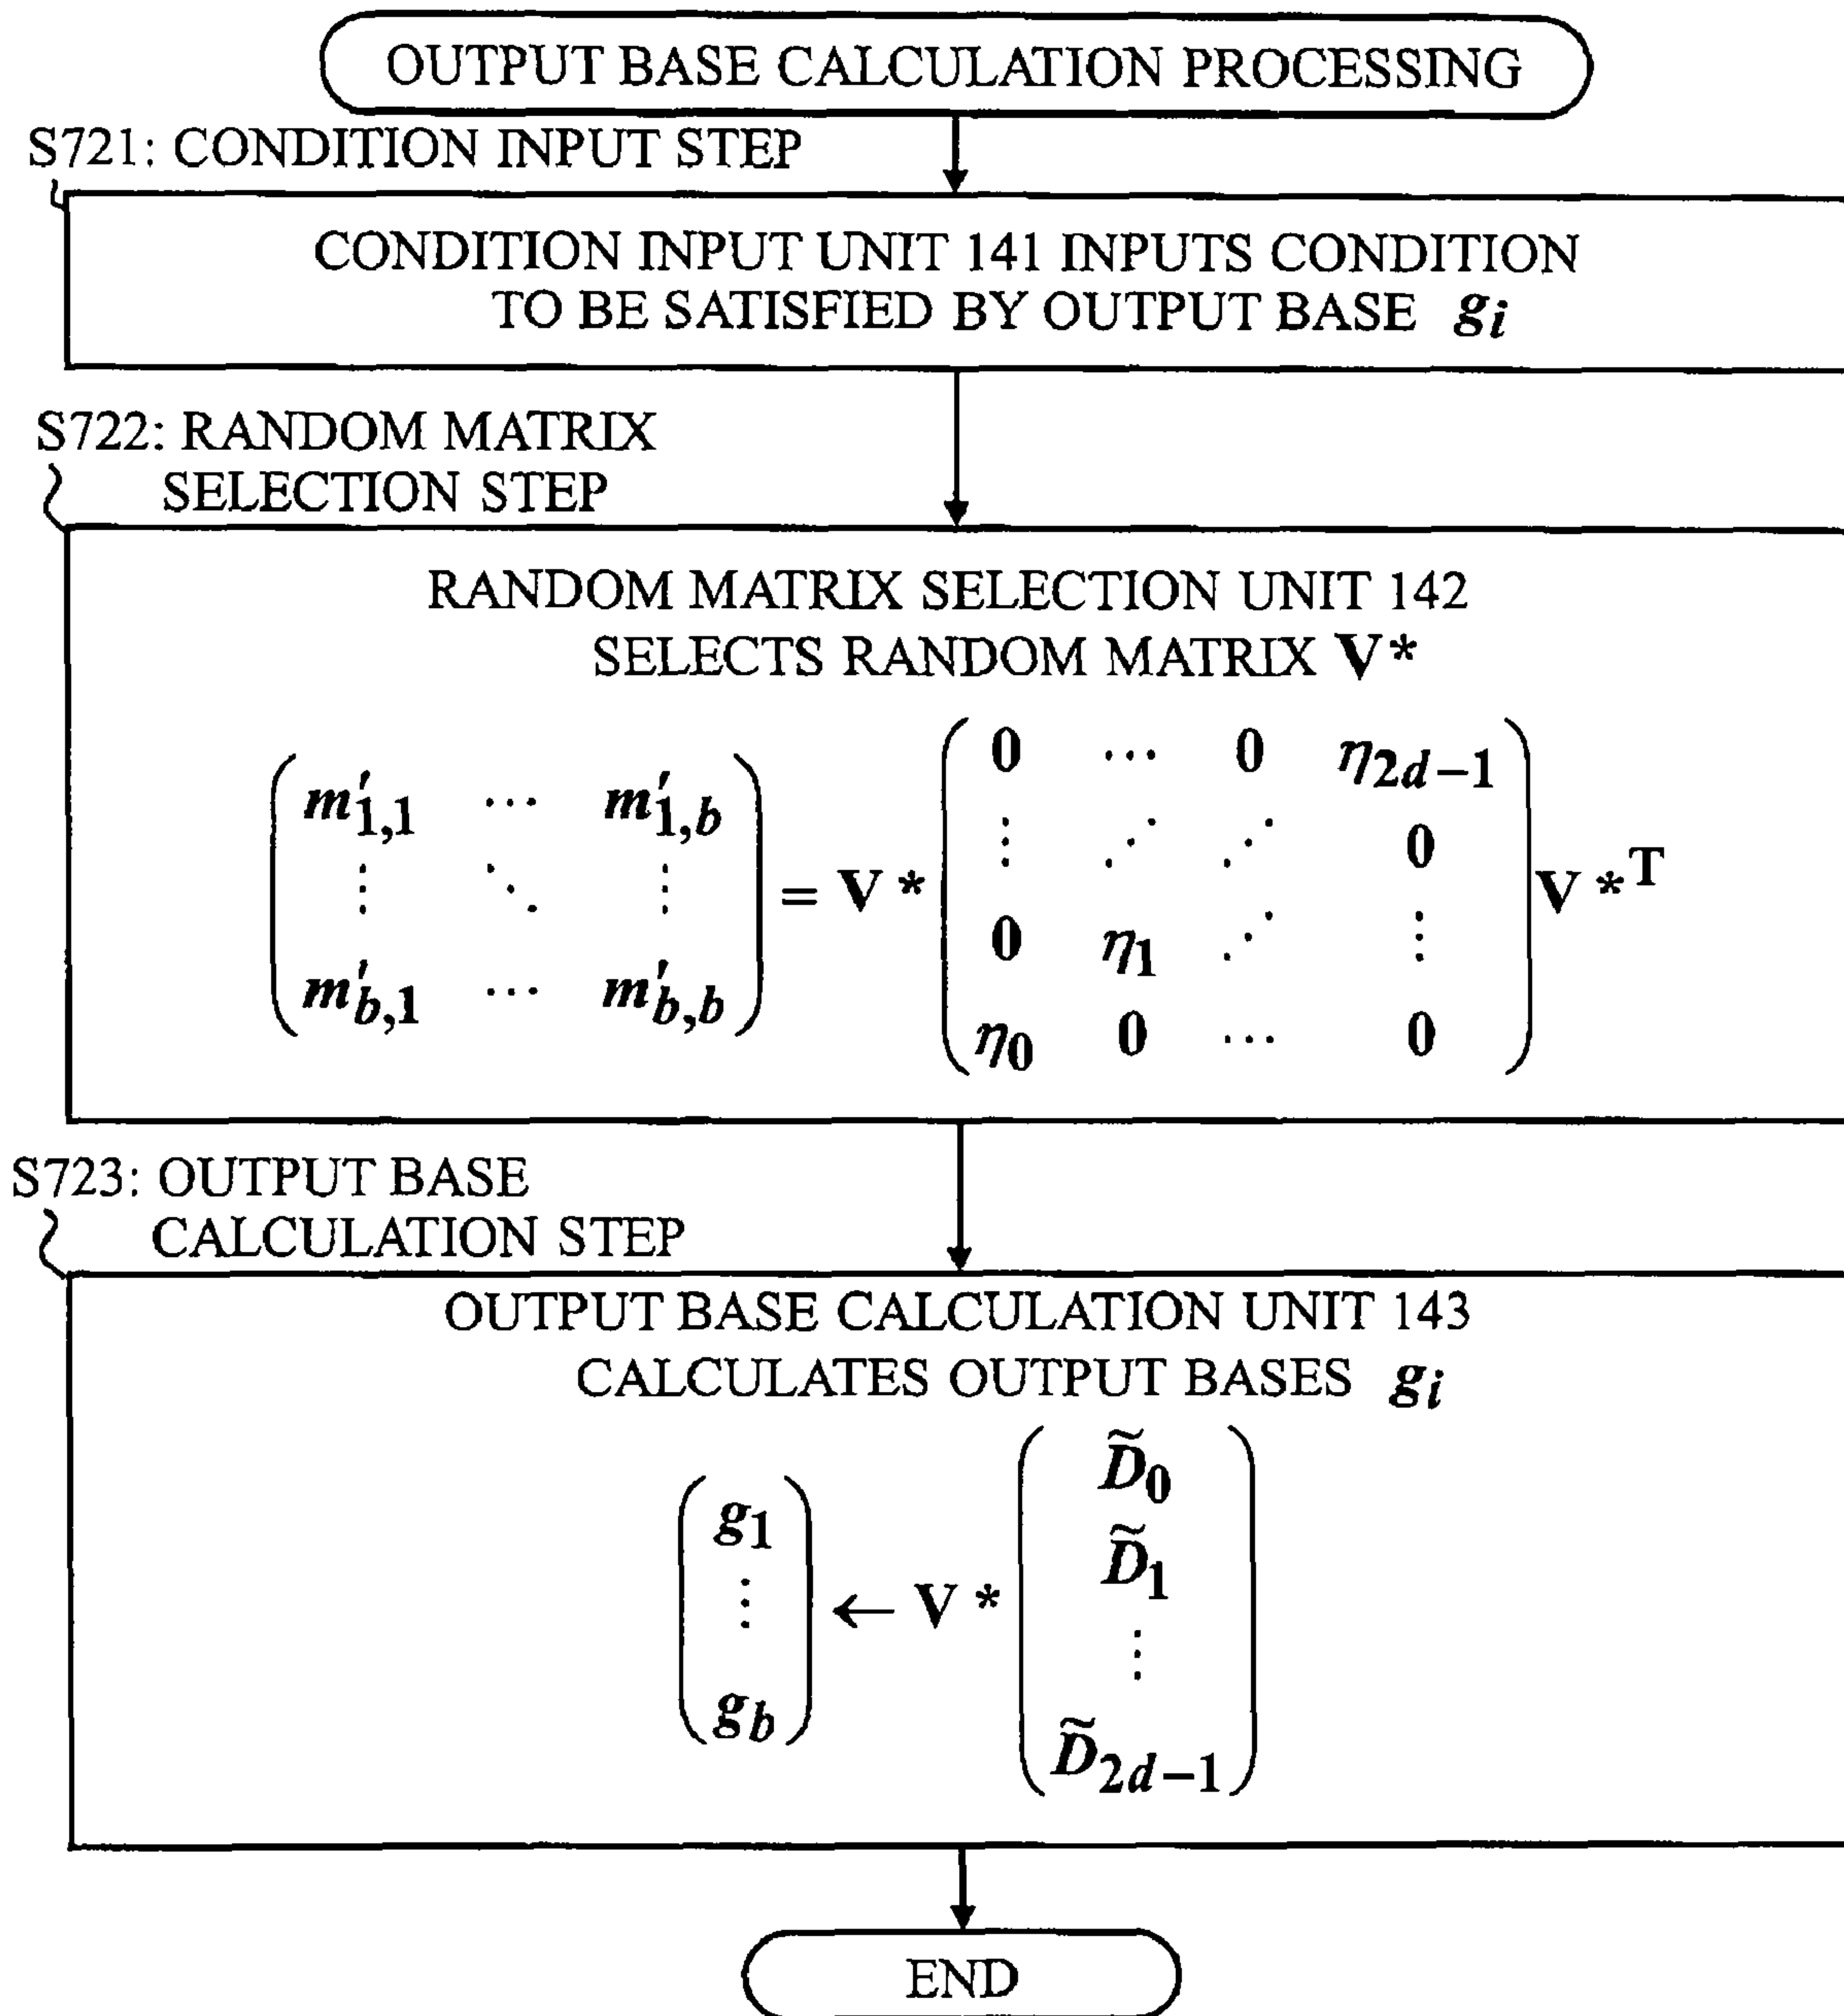 OUTPUT BASE CALCULATION PROCESSING
S721: CONDITION INPUT STEP
CONDITION INPUT UNIT 141 INPUTS CONDITION
TO BE SATISFIED BY OUTPUT BASE g_i
S722: RANDOM MATRIX
SELECTION STEP
RANDOM MATRIX SELECTION UNIT 142
SELECTS RANDOM MATRIX V*
( m'_{1,1} ⋯ m'_{1,b} ; ⋮ ⋱ ⋮ ; m'_{b,1} ⋯ m'_{b,b} ) = V* ( 0 ⋯ 0 η_{2d−1} ; ⋮ ⋰ ⋰ 0 ; 0 η_1 ⋰ ⋮ ; η_0 0 ⋯ 0 ) V*^T
S723: OUTPUT BASE
CALCULATION STEP
OUTPUT BASE CALCULATION UNIT 143
CALCULATES OUTPUT BASES g_i
( g_1 ; ⋮ ; g_b ) ← V* ( D̃_0 ; D̃_1 ; ⋮ ; D̃_{2d−1} )
END